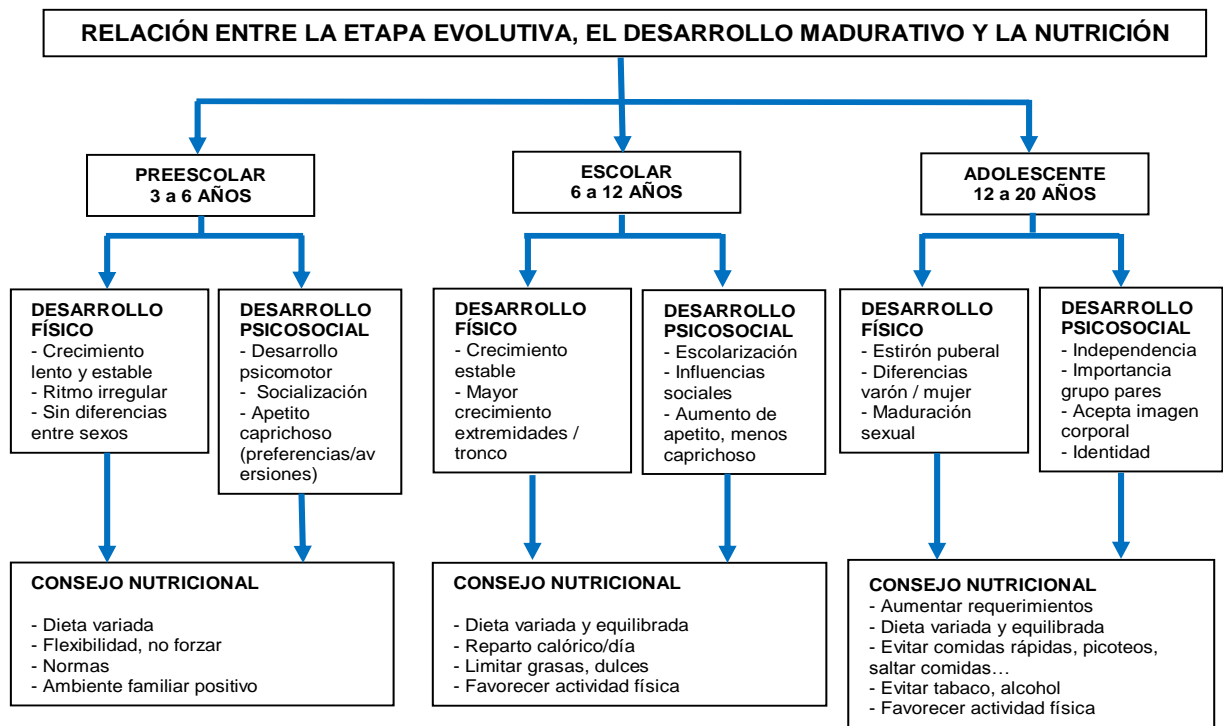 RELACIÓN ENTRE LA ETAPA EVOLUTIVA, EL DESARROLLO MADURATIVO Y LA NUTRICIÓN
PREESCOLAR
3 a 6 AÑOS
ESCOLAR
6 a 12 AÑOS
ADOLESCENTE
12 a 20 AÑOS
DESARROLLO
FÍSICO
- Crecimiento
lento y estable
- Ritmo irregular
- Sin diferencias
entre sexos
DESARROLLO
PSICOSOCIAL
- Desarrollo
psicomotor
- Socialización
- Apetito
caprichoso
(preferencias/av
ersiones)
DESARROLLO
FÍSICO
- Crecimiento
estable
- Mayor
crecimiento
extremidades /
tronco
DESARROLLO
PSICOSOCIAL
- Escolarización
- Influencias
sociales
- Aumento de
apetito, menos
caprichoso
DESARROLLO
FÍSICO
- Estirón puberal
- Diferencias
varón / mujer
- Maduración
sexual
DESARROLLO
PSICOSOCIAL
- Independencia
- Importancia
grupo pares
- Acepta imagen
corporal
- Identidad
CONSEJO NUTRICIONAL
- Dieta variada
- Flexibilidad, no forzar
- Normas
- Ambiente familiar positivo
CONSEJO NUTRICIONAL
- Dieta variada y equilibrada
- Reparto calórico/día
- Limitar grasas, dulces
- Favorecer actividad física
CONSEJO NUTRICIONAL
- Aumentar requerimientos
- Dieta variada y equilibrada
- Evitar comidas rápidas, picoteos,
saltar comidas…
- Evitar tabaco, alcohol
- Favorecer actividad física